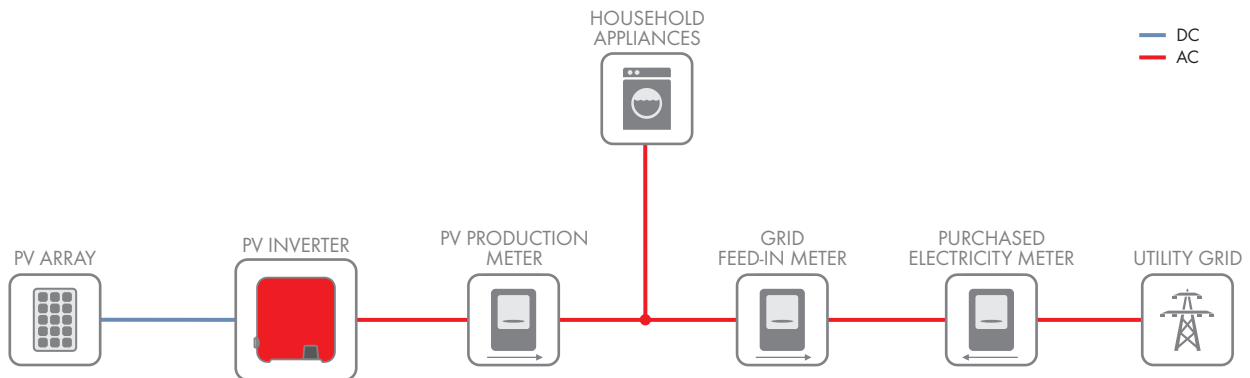 HOUSEHOLD
APPLIANCES
DC
AC
PV ARRAY
PV INVERTER
PV PRODUCTION
METER
GRID
FEED-IN METER
PURCHASED
ELECTRICITY METER
UTILITY GRID